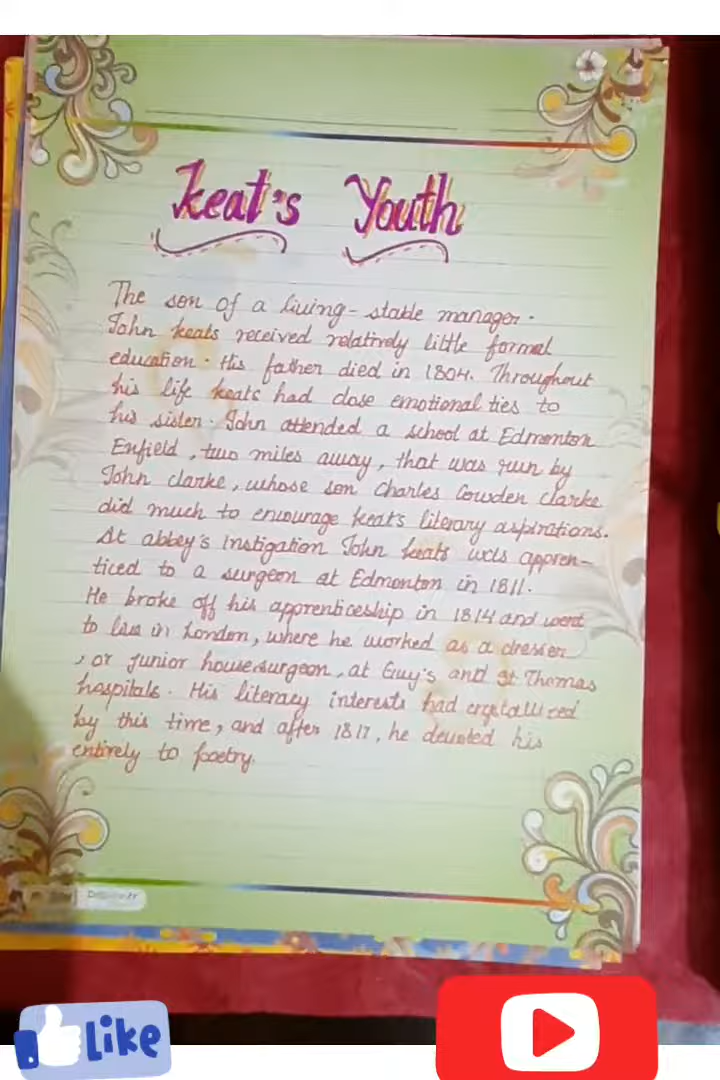 Keat's Youth
The son of a living-stable manager.
John keats received relatively little formal
education. His father died in 1804. Throughout
his life keats had close emotional ties to
his sister. John attended a school at Edmonton
Enfield, two miles away, that was run by
John clarke, whose son Charles Cowden clarke
did much to encourage keat's literary aspirations.
At abbey's Instigation John keats was appren-
ticed to a surgeon at Edmonton in 1811.
He broke off his apprenticeship in 1814 and went
to live in London, where he worked as a dresser
, or junior housesurgeon, at Guy's and St Thomas
hospitals. His literary interests had crystallized
by this time, and after 1817, he devoted his
entirely to poetry.
Like